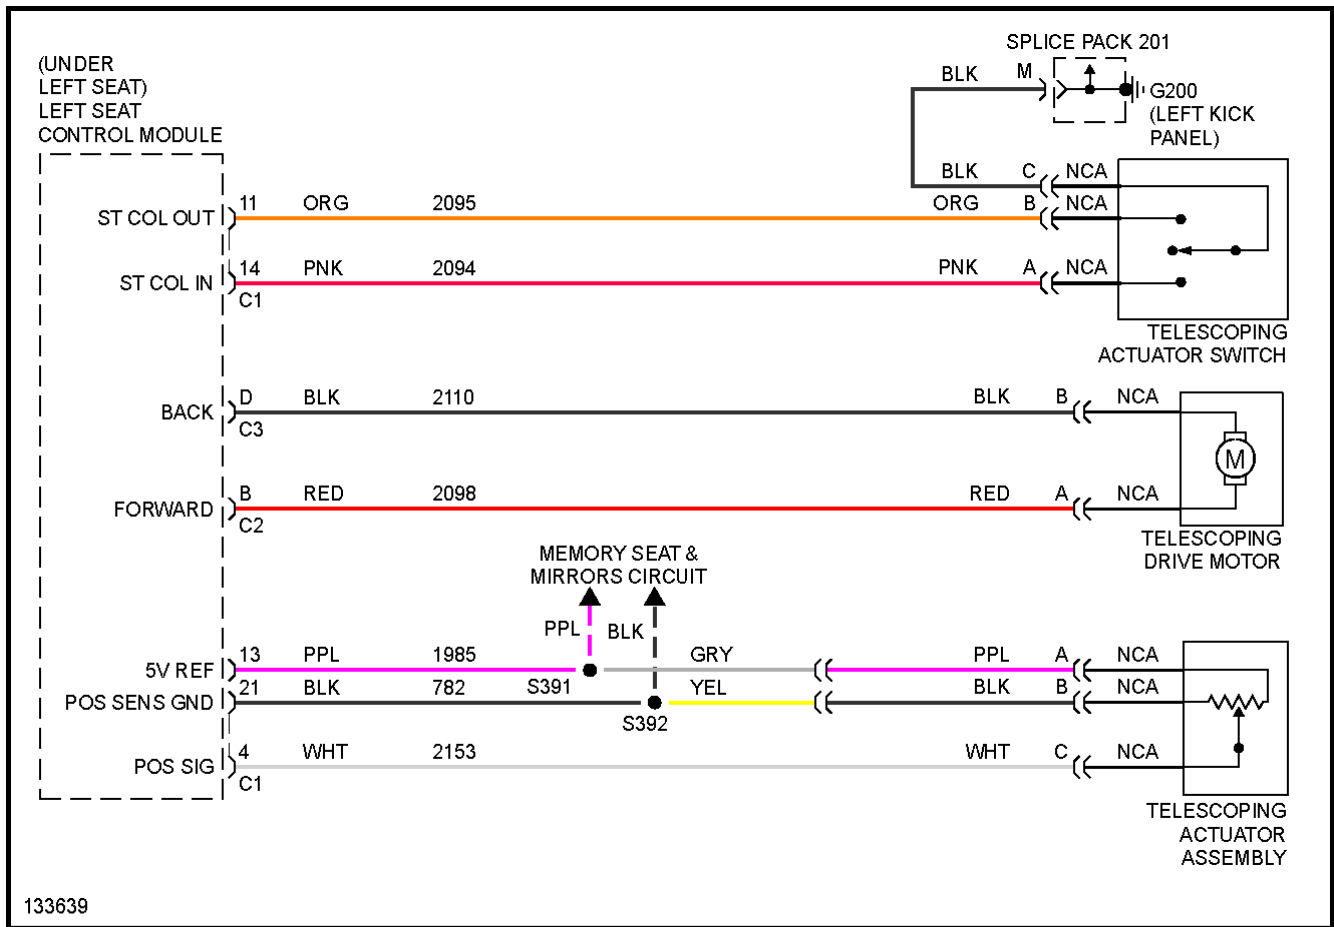 SPLICE PACK 201
(UNDER
LEFT SEAT)
LEFT SEAT
CONTROL MODULE
BLK M
G200
(LEFT KICK
PANEL)
BLK C NCA
ST COL OUT 11 ORG 2095 ORG B NCA
ST COL IN 14 PNK 2094 PNK A NCA
C1
TELESCOPING
ACTUATOR SWITCH
BACK D BLK 2110 BLK B NCA
C3
M
FORWARD B RED 2098 RED A NCA
C2
TELESCOPING
DRIVE MOTOR
MEMORY SEAT &
MIRRORS CIRCUIT
PPL BLK
5V REF 13 PPL 1985 GRY PPL A NCA
S391
POS SENS GND 21 BLK 782 YEL BLK B NCA
S392
POS SIG 4 WHT 2153 WHT C NCA
C1
TELESCOPING
ACTUATOR
ASSEMBLY
133639